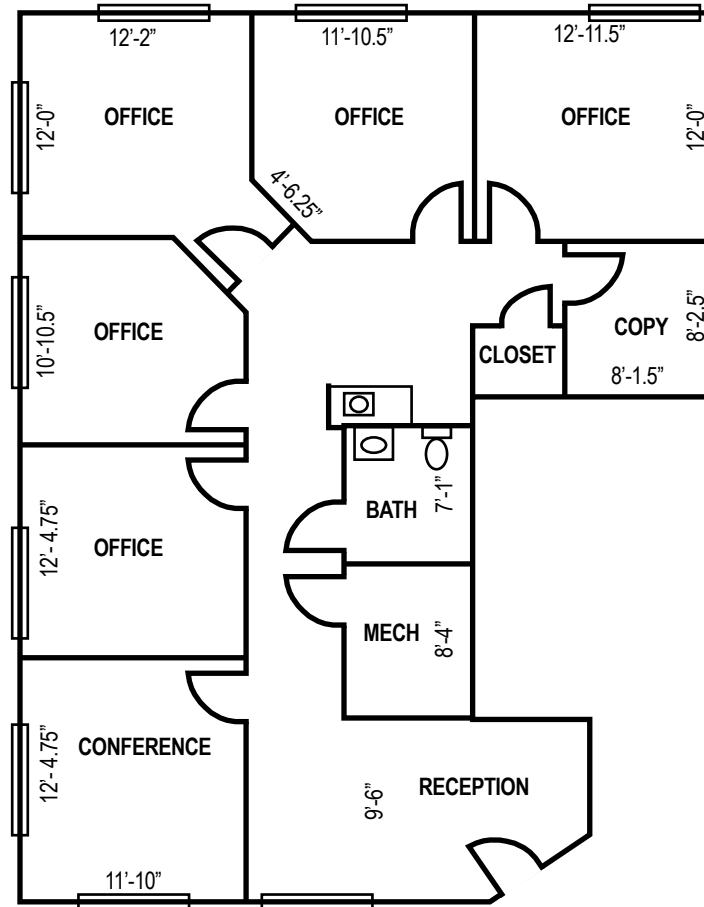 12’-2”
11’-10.5”
12’-11.5”
12’-0”
OFFICE
OFFICE
OFFICE
12’-0”
4’-6.25”
10’-10.5”
OFFICE
COPY
8’-2.5”
CLOSET
8’-1.5”
BATH
7’-1”
12’- 4.75”
OFFICE
MECH
8’-4”
12’- 4.75”
CONFERENCE
9’-6”
RECEPTION
11’-10”